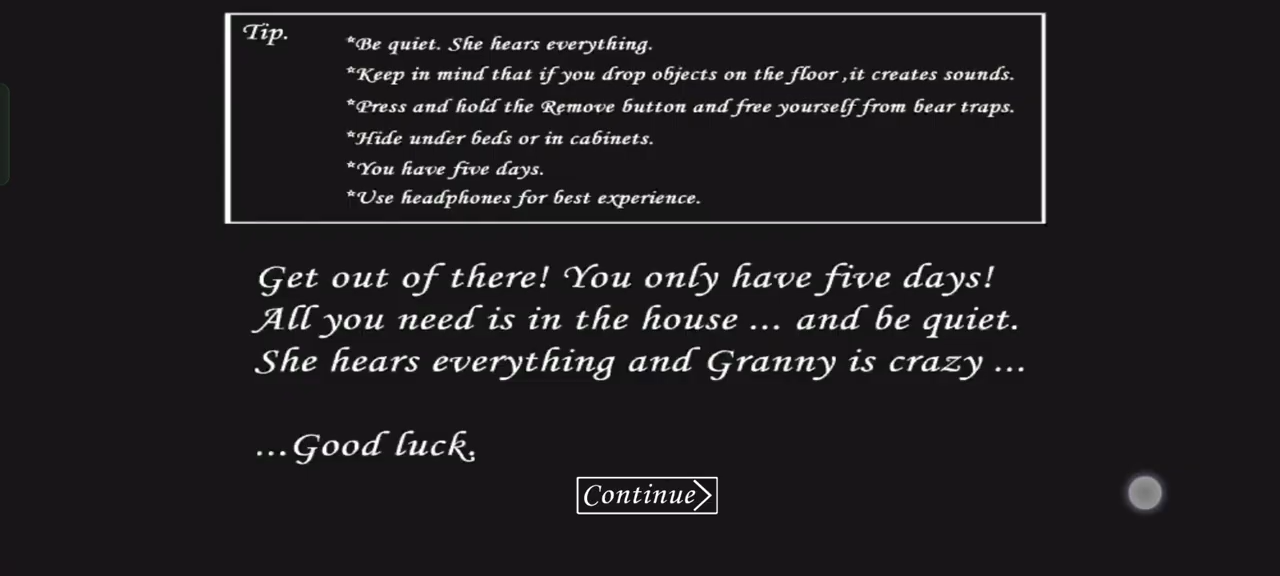 Tip.
*Be quiet. She hears everything.
*Keep in mind that if you drop objects on the floor ,it creates sounds.
*Press and hold the Remove button and free yourself from bear traps.
*Hide under beds or in cabinets.
*You have five days.
*Use headphones for best experience.
Get out of there! You only have five days!
All you need is in the house ... and be quiet.
She hears everything and Granny is crazy ...
...Good luck.
Continue